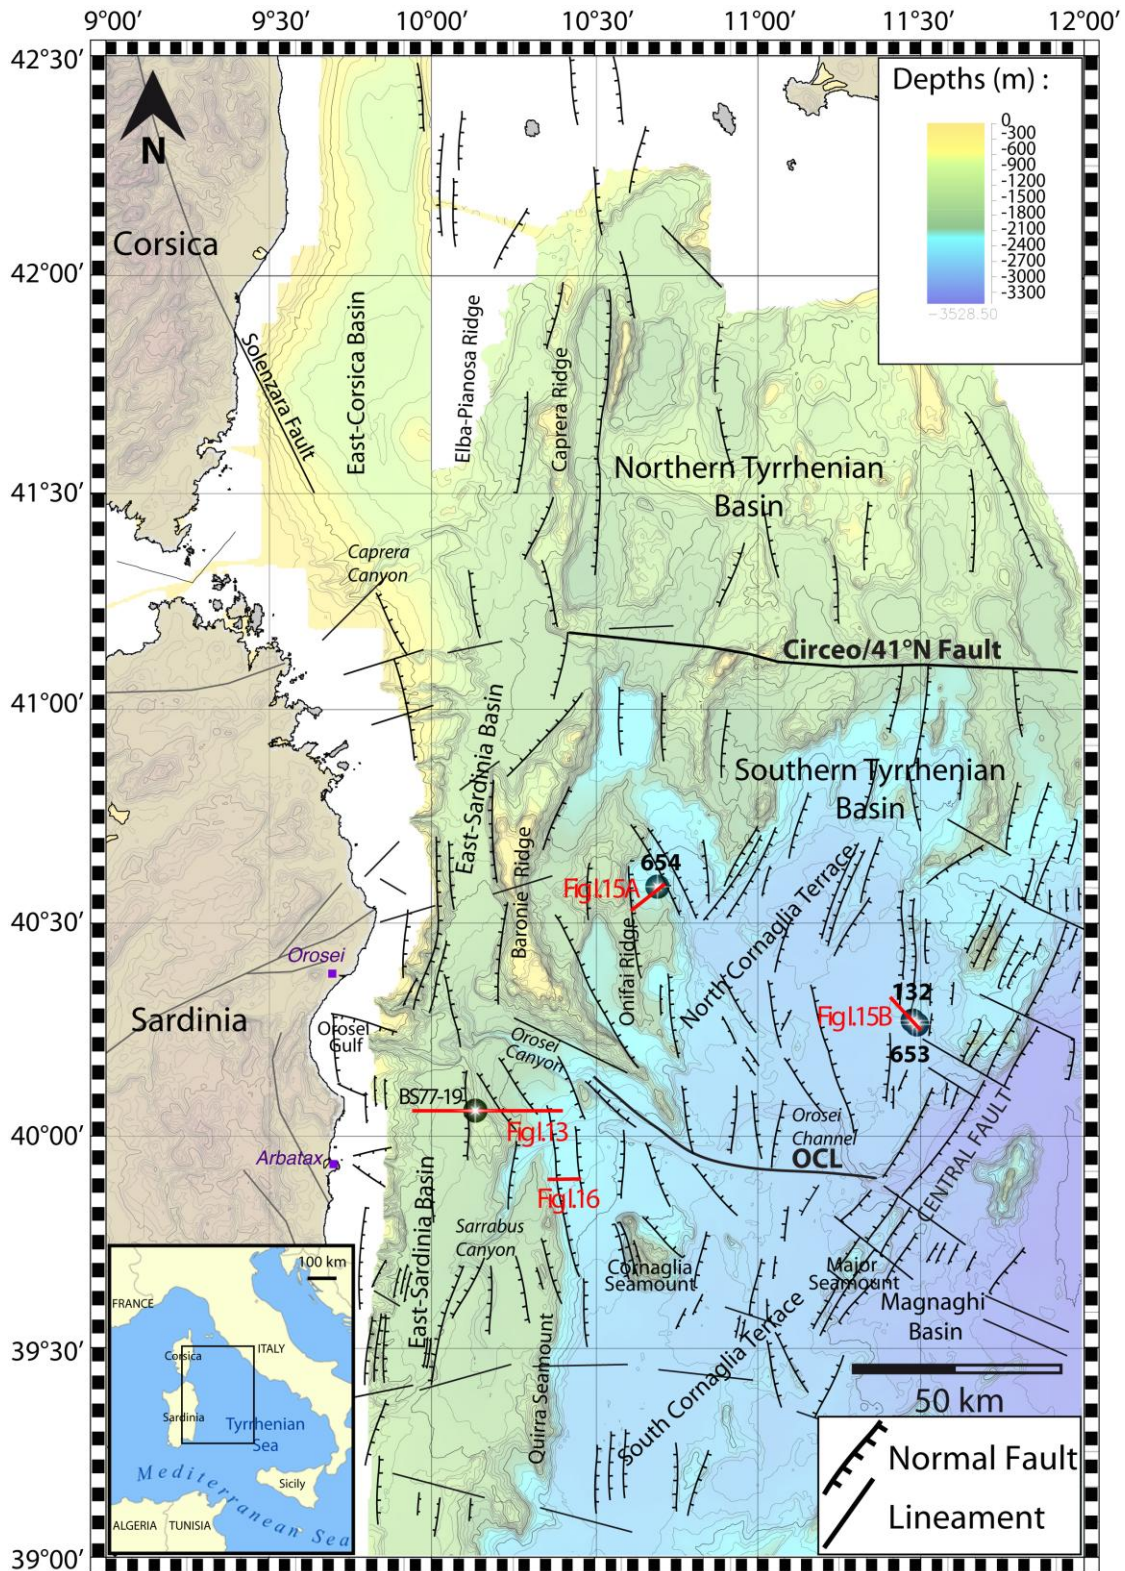 9°00′ 9°30′ 10°00′ 10°30′ 11°00′ 11°30′ 12°00′
42°30′
42°00′
41°30′
41°00′
40°30′
40°00′
39°30′
39°00′
N
Depths (m) :
0
-300
-600
-900
-1200
-1500
-1800
-2100
-2400
-2700
-3000
-3300
-3528.50
Corsica
Solenzara Fault
East-Corsica Basin
Elba-Pianosa Ridge
Caprera Ridge
Northern Tyrrhenian
Basin
Caprera
Canyon
Circeo/41°N Fault
East-Sardinia Basin
Southern Tyrrhenian
Basin
Baronie Ridge
654
Fig.I.15A
Onifai Ridge
North Cornaglia Terrace
Orosei
Sardinia
Orosei
Gulf
Orosei
Canyon
132
Fig.I.15B
653
BS77-19
Fig.I.13
Orosei
Channel
OCL
CENTRAL FAULT
Arbatax
Fig.I.16
East-Sardinia Basin
Sarrabus
Canyon
Cornaglia
Seamount
Major
Seamount
Magnaghi
Basin
Quirra Seamount
South Cornaglia Terrace
50 km
Normal Fault
Lineament
100 km
FRANCE
ITALY
Corsica
Sardinia
Tyrrhenian
Sea
Sicily
Mediterranean Sea
ALGERIA
TUNISIA